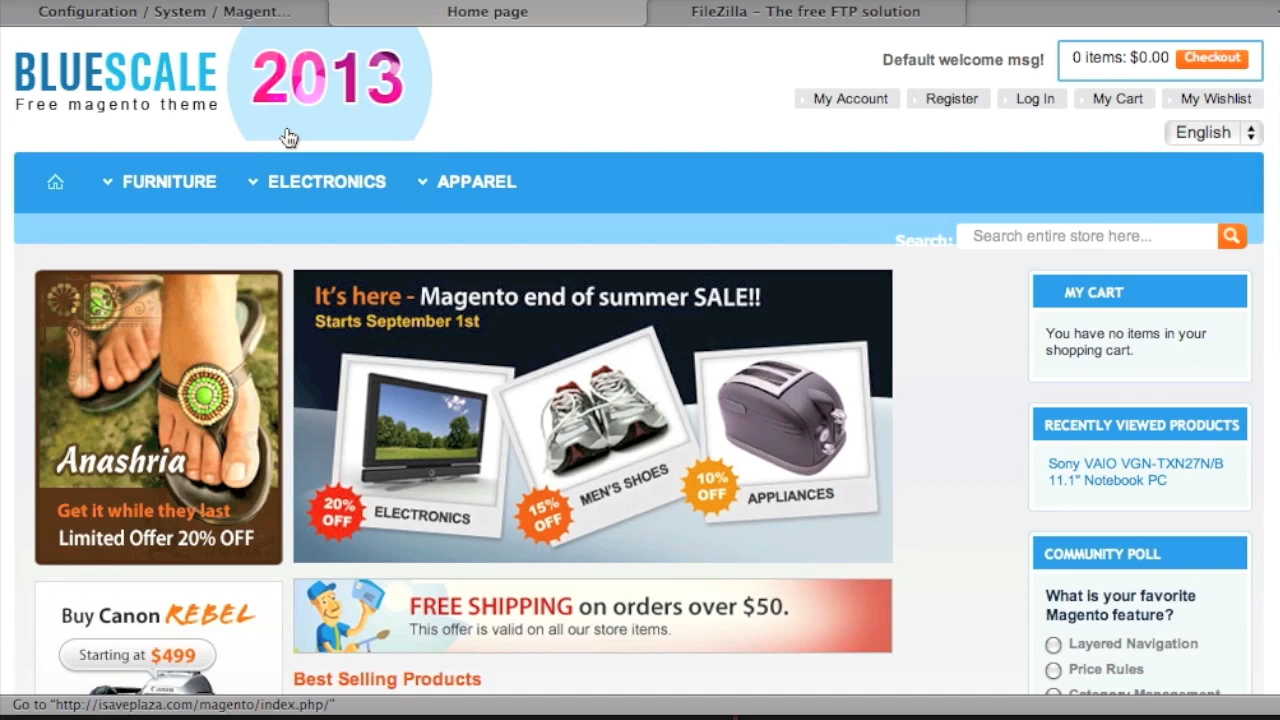 Configuration / System / Magent...
Home page
FileZilla – The free FTP solution
BLUESCALE
Free magento theme
2013
Default welcome msg!
0 items: $0.00
Checkout
My Account
Register
Log In
My Cart
My Wishlist
English
FURNITURE
ELECTRONICS
APPAREL
Search:
Search entire store here...
Anashria
Get it while they last
Limited Offer 20% OFF
It's here - Magento end of summer SALE!!
Starts September 1st
20%
OFF
ELECTRONICS
15%
OFF
MEN'S SHOES
10%
OFF
APPLIANCES
MY CART
You have no items in your
shopping cart.
RECENTLY VIEWED PRODUCTS
Sony VAIO VGN-TXN27N/B
11.1" Notebook PC
COMMUNITY POLL
What is your favorite
Magento feature?
Layered Navigation
Price Rules
Category Management
Buy Canon REBEL
Starting at $499
Canon
FREE SHIPPING on orders over $50.
This offer is valid on all our store items.
Best Selling Products
Go to "http://isaveplaza.com/magento/index.php/"